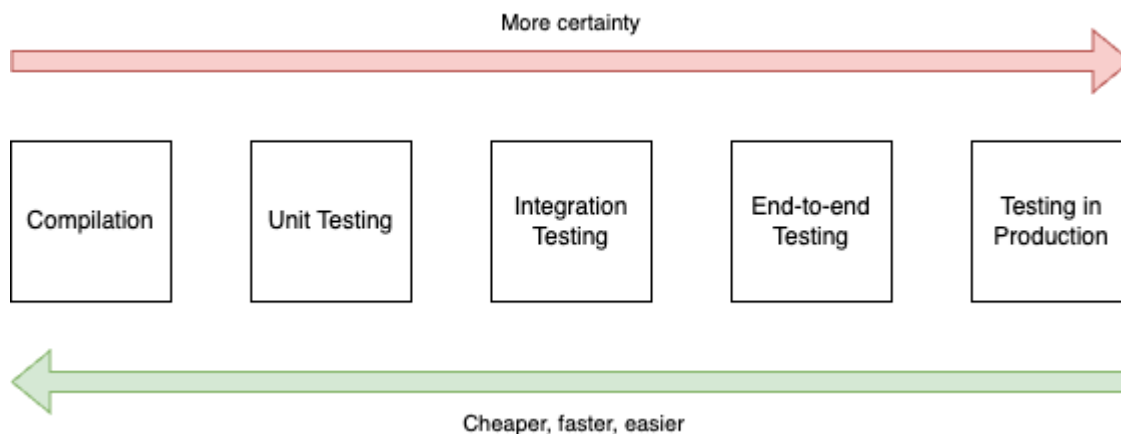 More certainty
Compilation
Unit Testing
Integration
Testing
End-to-end
Testing
Testing in
Production
Cheaper, faster, easier